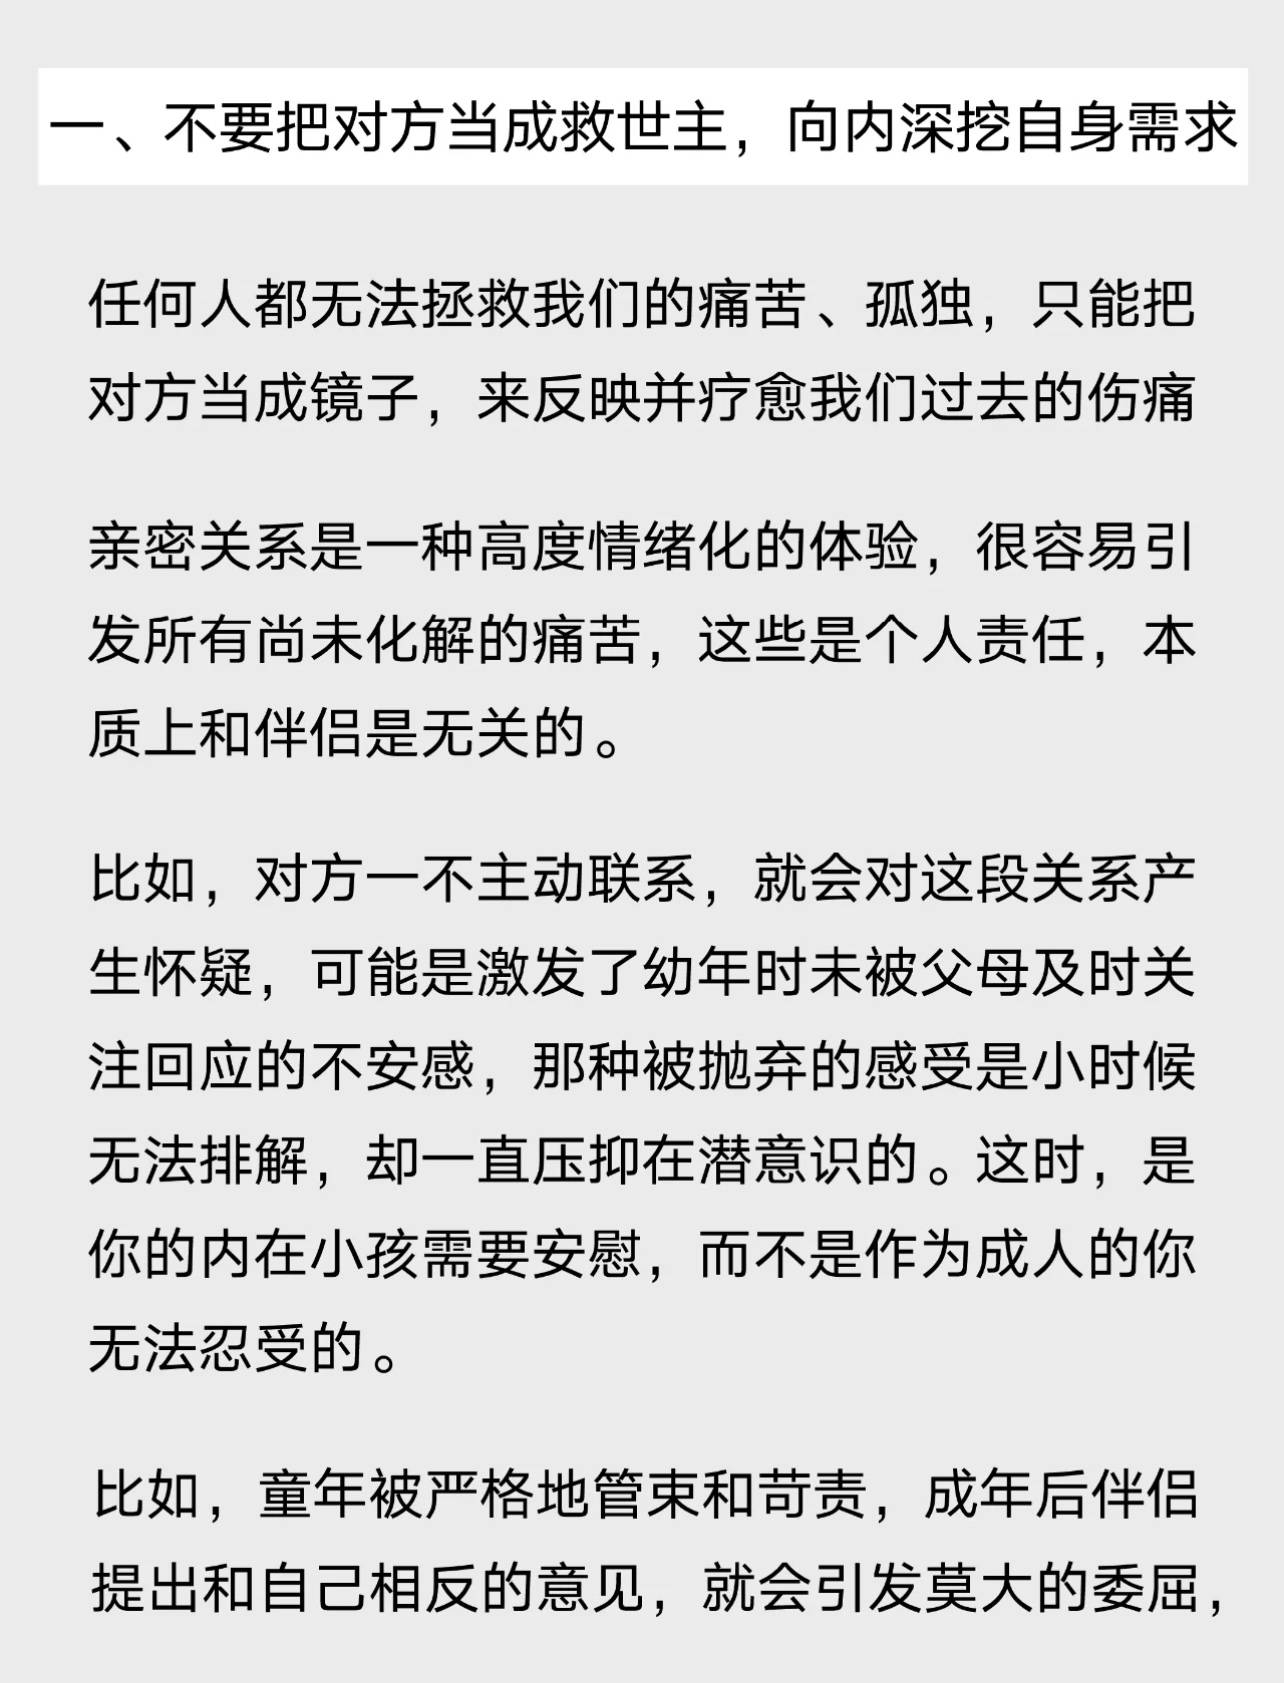 一、不要把对方当成救世主，向内深挖自身需求
任何人都无法拯救我们的痛苦、孤独，只能把
对方当成镜子，来反映并疗愈我们过去的伤痛
亲密关系是一种高度情绪化的体验，很容易引
发所有尚未化解的痛苦，这些是个人责任，本
质上和伴侣是无关的。
比如，对方一不主动联系，就会对这段关系产
生怀疑，可能是激发了幼年时未被父母及时关
注回应的不安感，那种被抛弃的感受是小时候
无法排解，却一直压抑在潜意识的。这时，是
你的内在小孩需要安慰，而不是作为成人的你
无法忍受的。
比如，童年被严格地管束和苛责，成年后伴侣
提出和自己相反的意见，就会引发莫大的委屈，